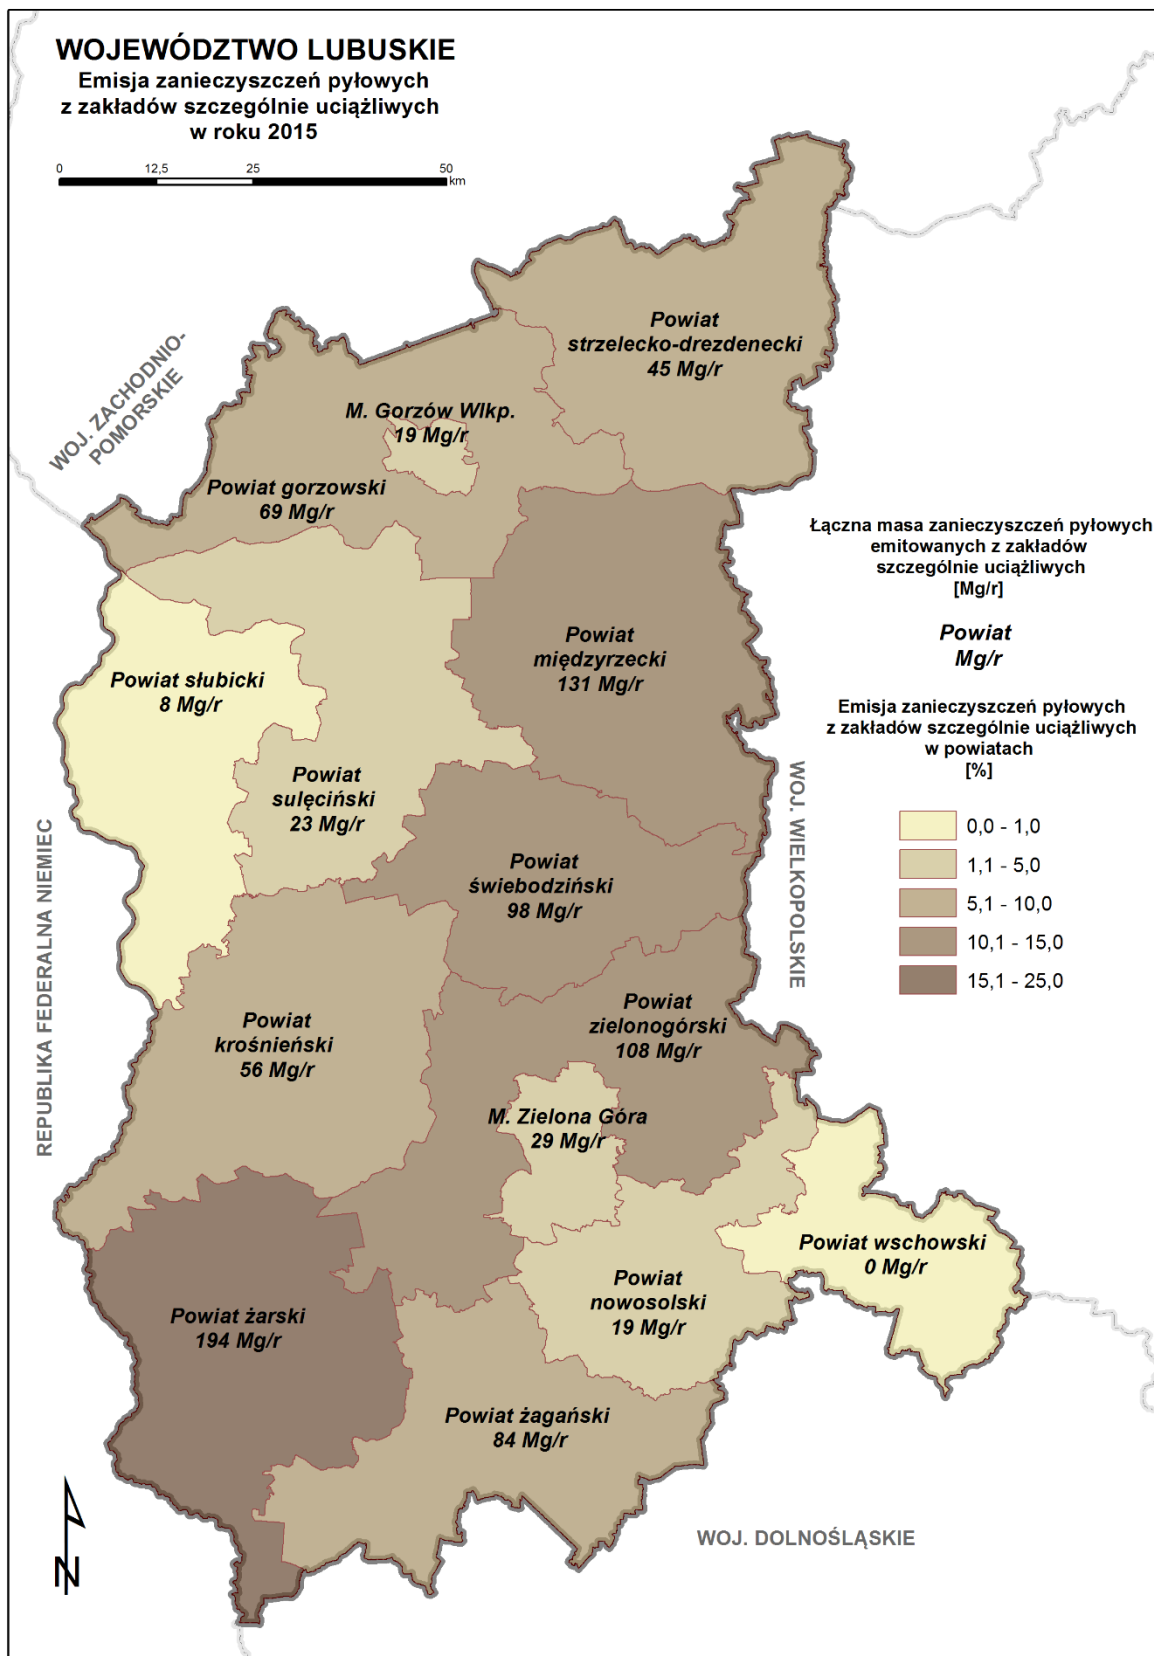 WOJEWÓDZTWO LUBUSKIE
Emisja zanieczyszczeń pyłowych
z zakładów szczególnie uciążliwych
w roku 2015
0 12,5 25 50
km
WOJ. ZACHODNIO-
POMORSKIE
Powiat
strzelecko-drezdenecki
45 Mg/r
M. Gorzów Wlkp.
19 Mg/r
Powiat gorzowski
69 Mg/r
Łączna masa zanieczyszczeń pyłowych
emitowanych z zakładów
szczególnie uciążliwych
[Mg/r]
Powiat
Mg/r
Powiat
międzyrzecki
131 Mg/r
Powiat słubicki
8 Mg/r
Emisja zanieczyszczeń pyłowych
z zakładów szczególnie uciążliwych
w powiatach
[%]
0,0 - 1,0
1,1 - 5,0
5,1 - 10,0
10,1 - 15,0
15,1 - 25,0
Powiat
sulęciński
23 Mg/r
WOJ. WIELKOPOLSKIE
REPUBLIKA FEDERALNA NIEMIEC
Powiat
świebodziński
98 Mg/r
Powiat
zielonogórski
108 Mg/r
Powiat
krośnieński
56 Mg/r
M. Zielona Góra
29 Mg/r
Powiat wschowski
0 Mg/r
Powiat
nowosolski
19 Mg/r
Powiat żarski
194 Mg/r
Powiat żagański
84 Mg/r
WOJ. DOLNOŚLĄSKIE
N